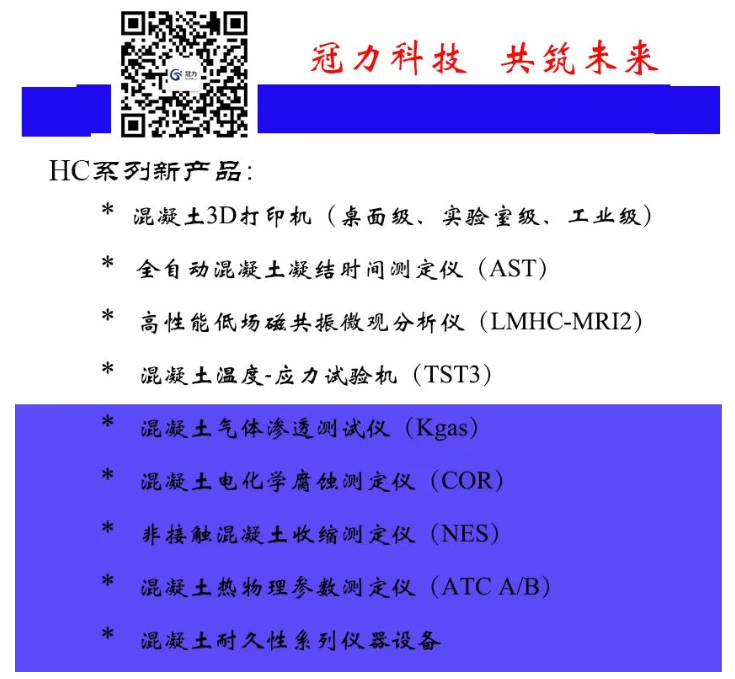 冠力
冠力科技 共筑未来
HC系列新产品:
* 混凝土3D打印机（桌面级、实验室级、工业级）
* 全自动混凝土凝结时间测定仪（AST）
* 高性能低场磁共振微观分析仪（LMHC-MRI2）
* 混凝土温度-应力试验机（TST3）
* 混凝土气体渗透测试仪（Kgas）
* 混凝土电化学腐蚀测定仪（COR）
* 非接触混凝土收缩测定仪（NES）
* 混凝土热物理参数测定仪（ATC A/B）
* 混凝土耐久性系列仪器设备